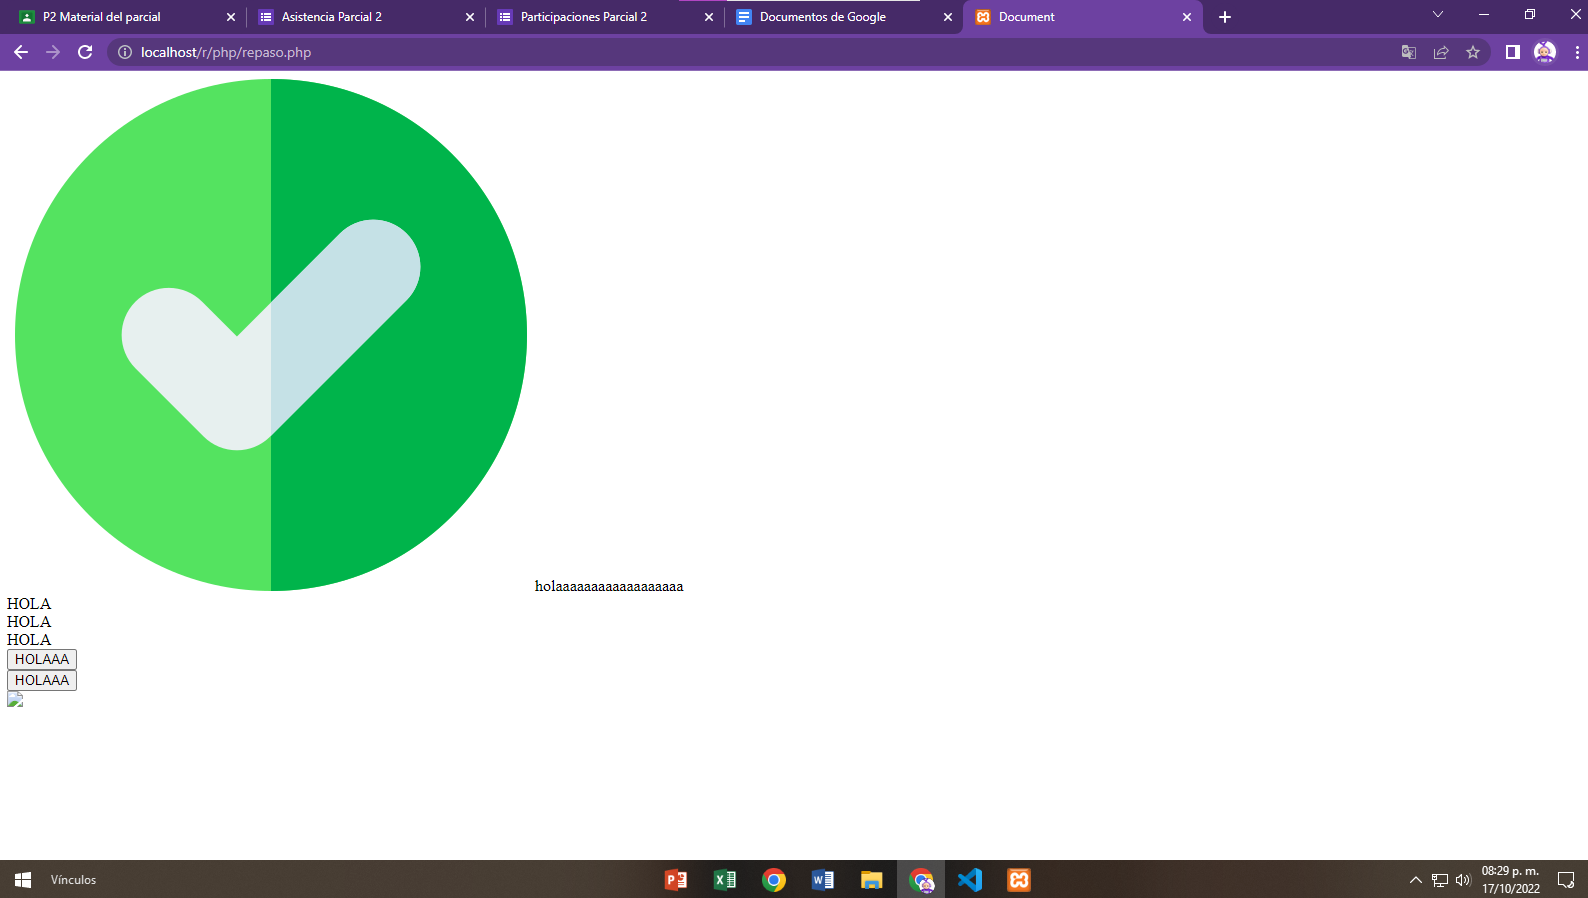 P2 Material del parcial
Asistencia Parcial 2
Participaciones Parcial 2
Documentos de Google
Document
localhost/r/php/repaso.php
holaaaaaaaaaaaaaaaaaa
HOLA
HOLA
HOLA
HOLAAA
HOLAAA
Vínculos
08:29 p. m.
17/10/2022